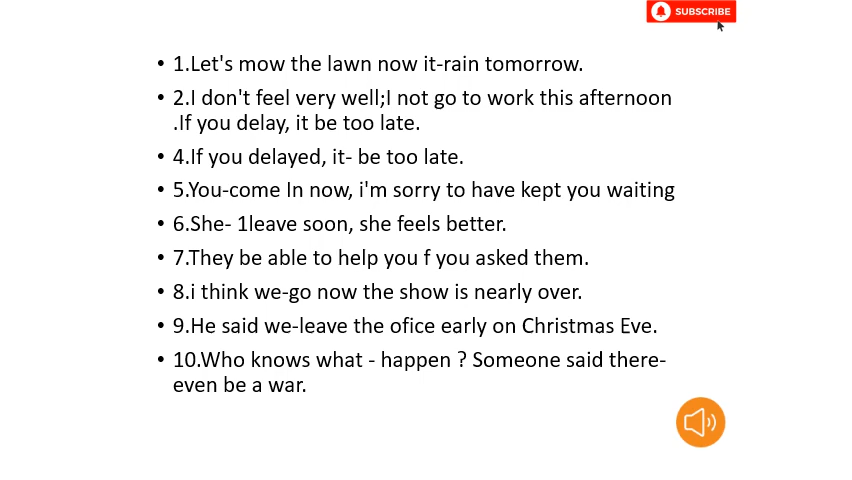 SUBSCRIBE
• 1.Let's mow the lawn now it-rain tomorrow.
• 2.I don't feel very well;I not go to work this afternoon
.If you delay, it be too late.
• 4.If you delayed, it- be too late.
• 5.You-come In now, i'm sorry to have kept you waiting
• 6.She- 1leave soon, she feels better.
• 7.They be able to help you f you asked them.
• 8.i think we-go now the show is nearly over.
• 9.He said we-leave the ofice early on Christmas Eve.
• 10.Who knows what - happen ? Someone said there-
even be a war.